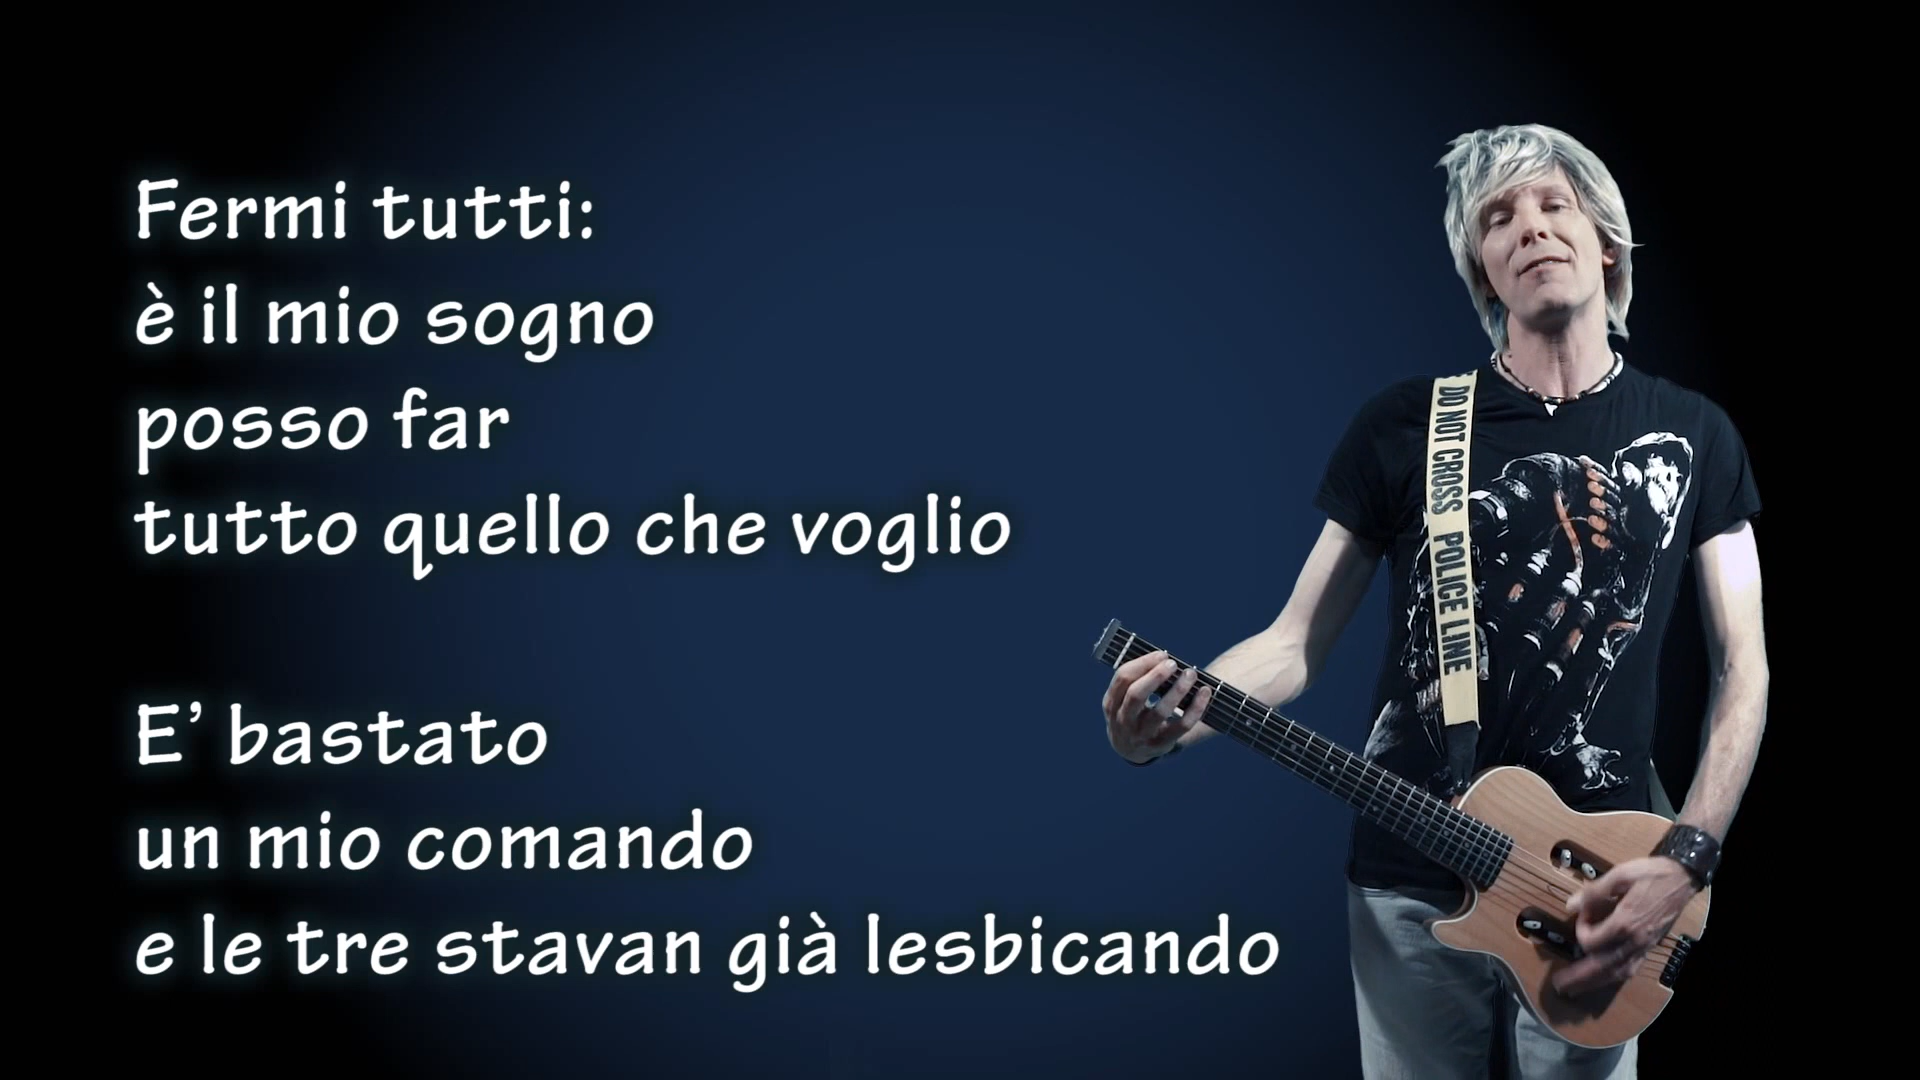 Fermi tutti:
è il mio sogno
posso far
tutto quello che voglio
E' bastato
un mio comando
e le tre stavan già lesbicando
DO NOT CROSS POLICE LINE